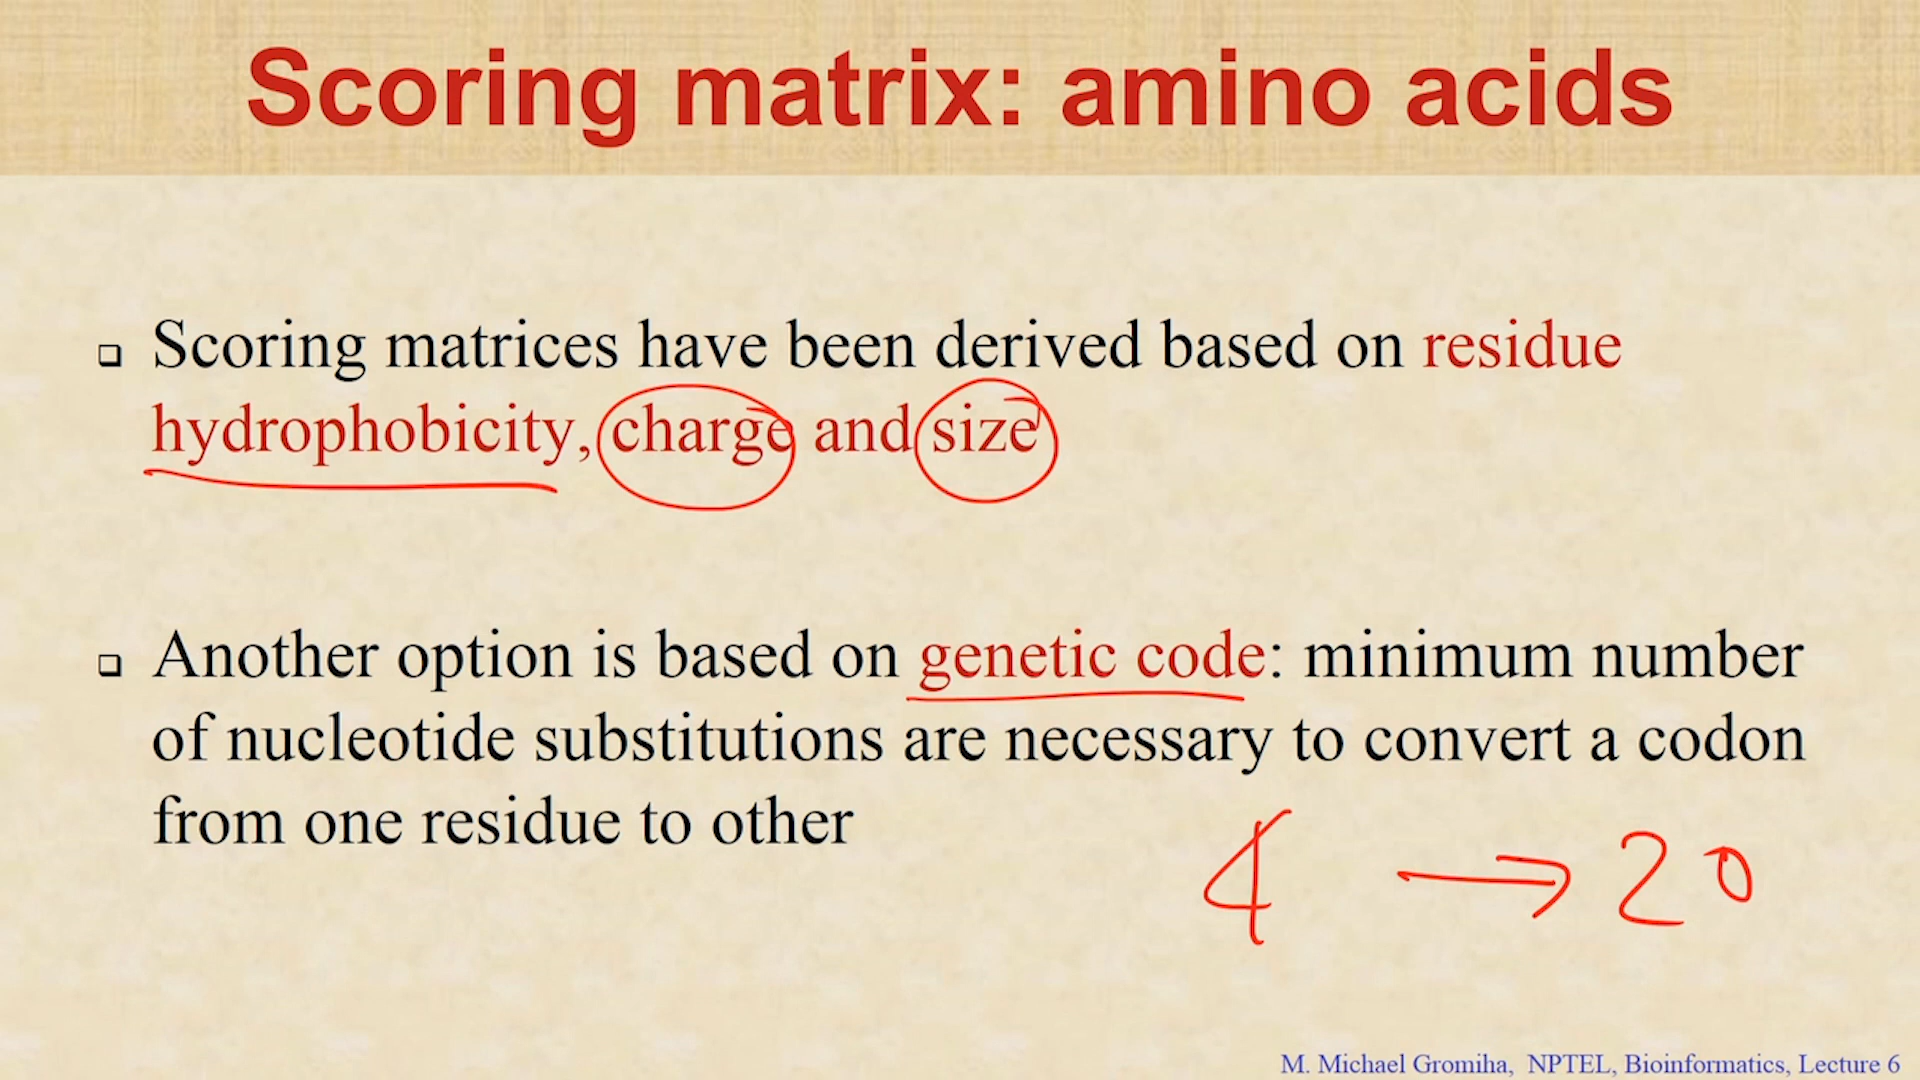 Scoring matrix: amino acids
Scoring matrices have been derived based on residue
hydrophobicity, charge and size
Another option is based on genetic code: minimum number
of nucleotide substitutions are necessary to convert a codon
from one residue to other
4 → 20
M. Michael Gromiha, NPTEL, Bioinformatics, Lecture 6